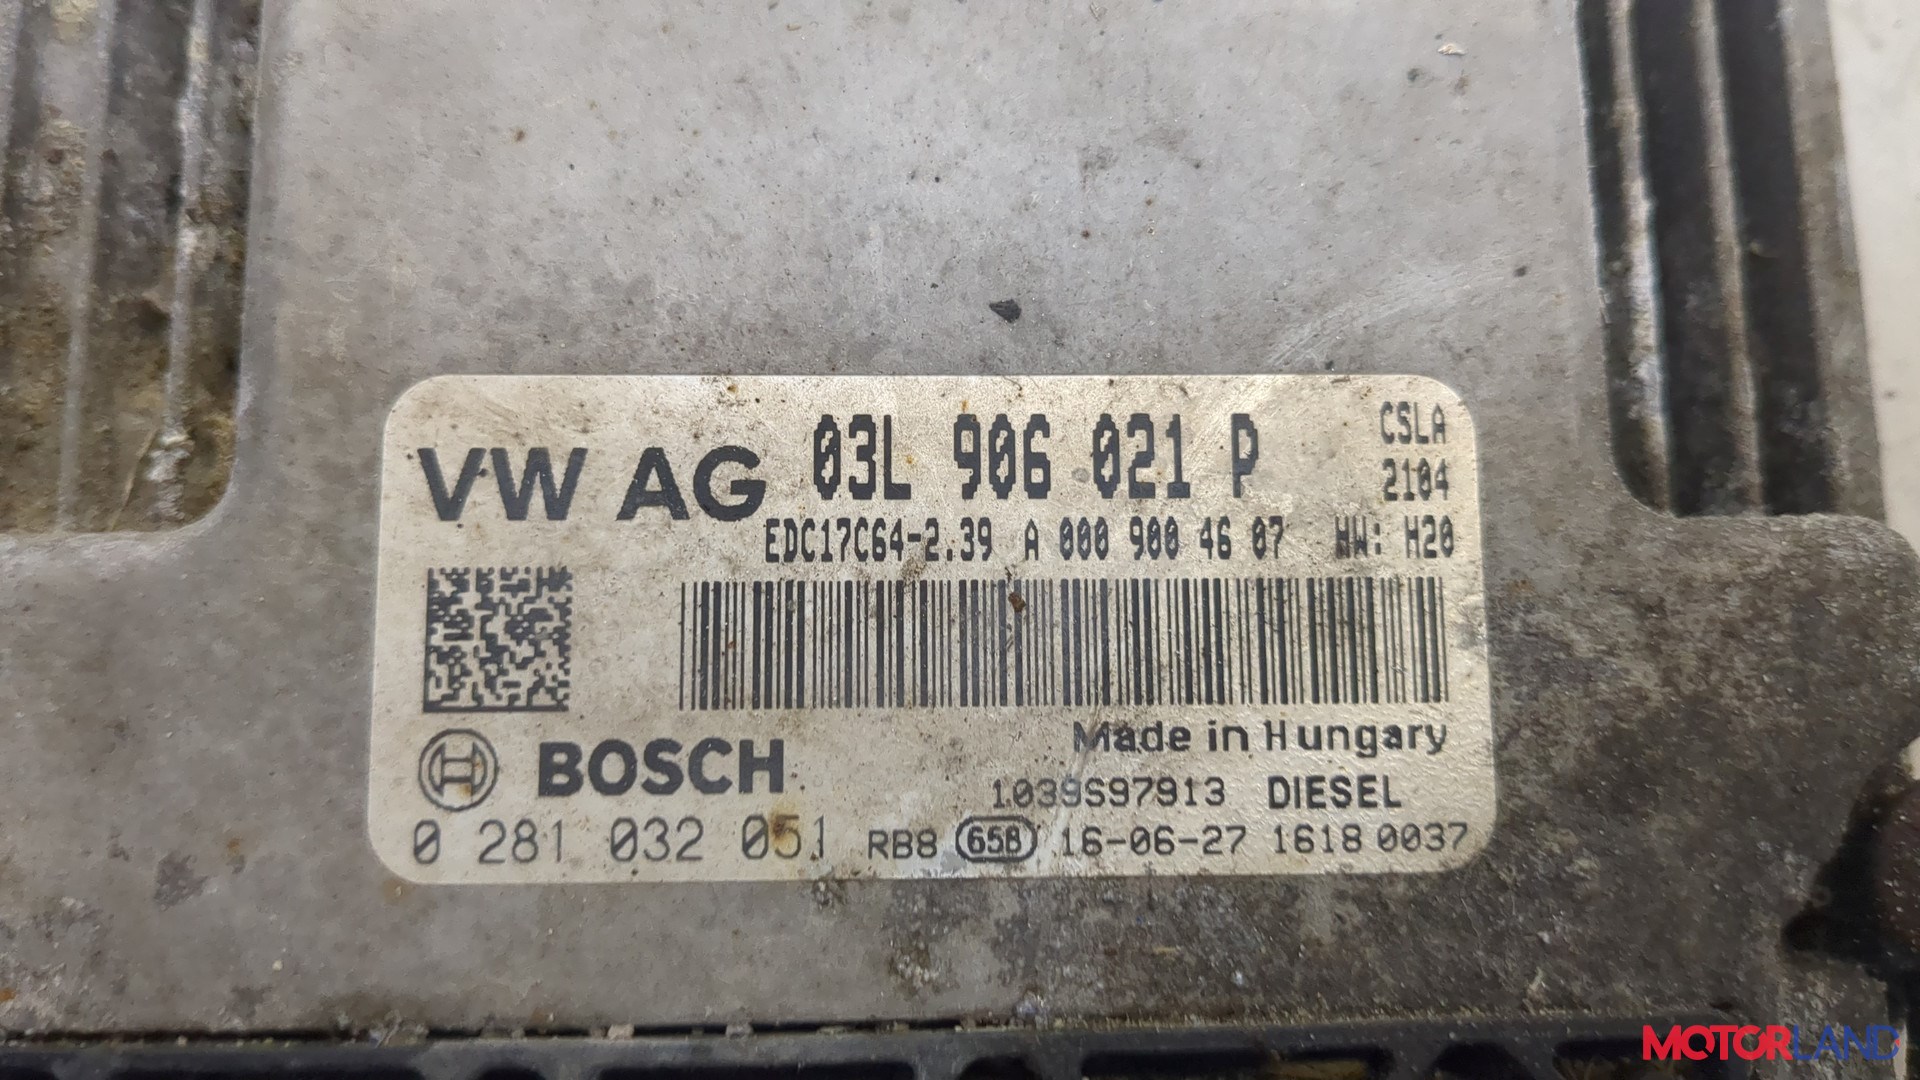 VW AG 03L 906 021 P CSLA
2104
EDC17C64-2.39 A 000 900 46 07 HW: H20
Made in Hungary
BOSCH
1039S97913 DIESEL
0 281 032 051 RB8 65B 16-06-27 1618 0037
MOTORLAND